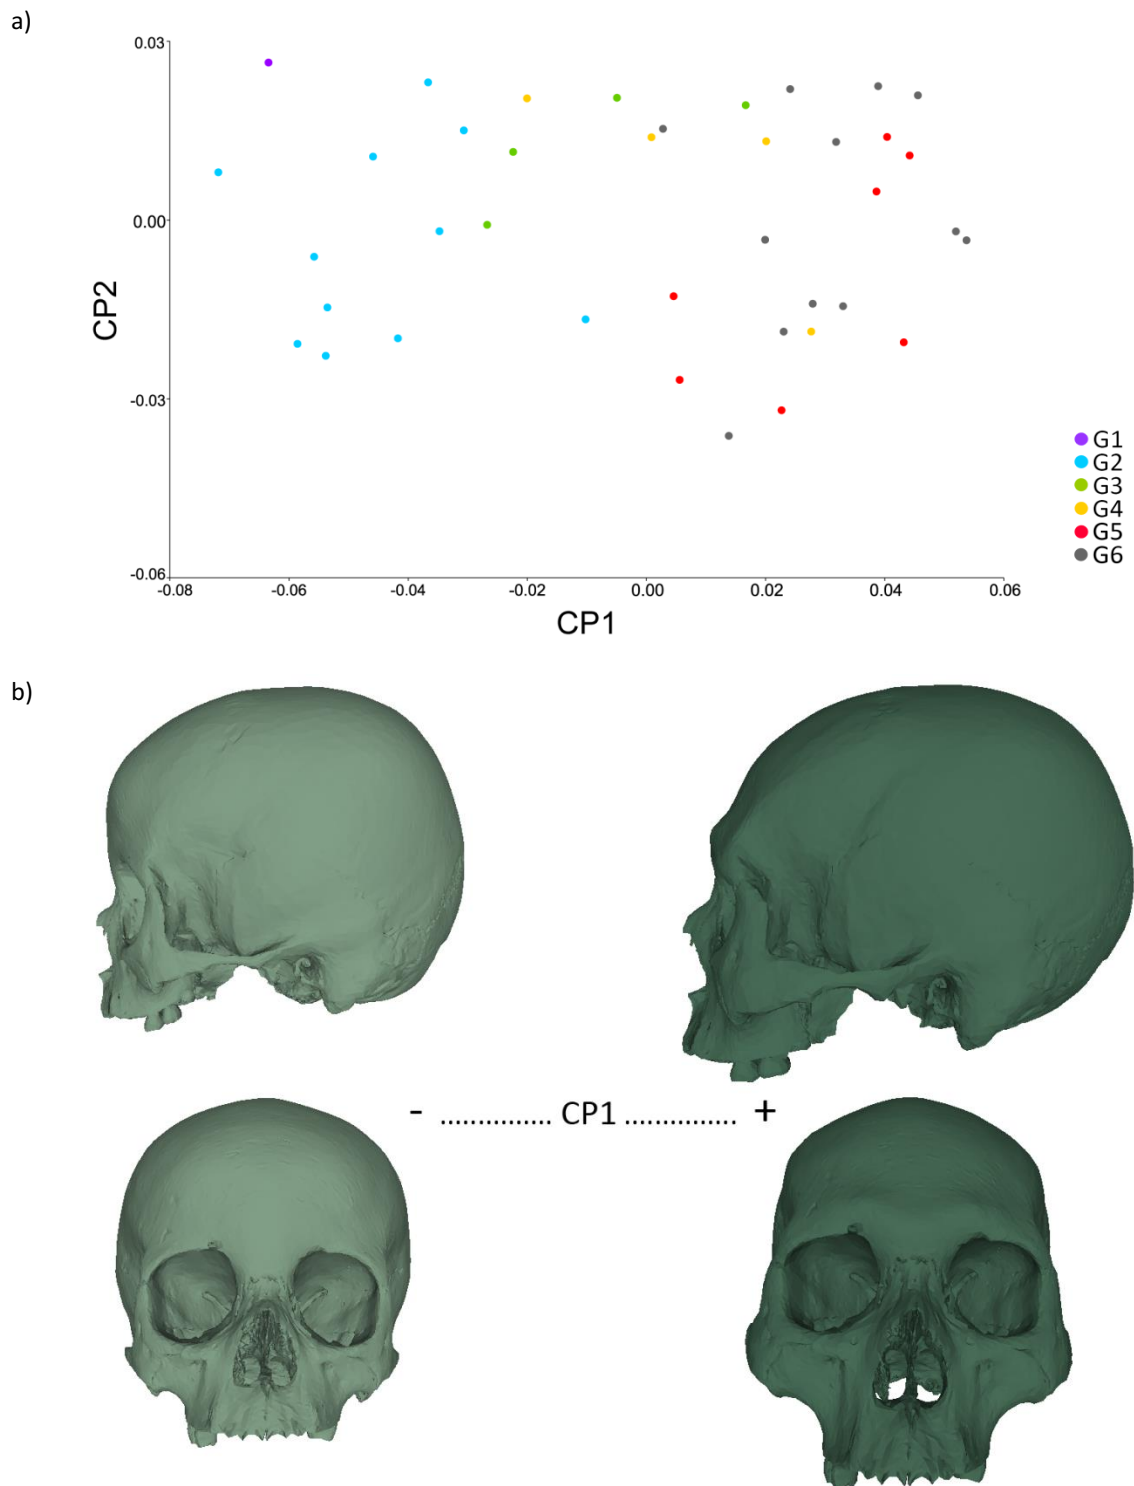 a)
0.03
0.00
-0.03
-0.06
CP2
-0.08 -0.06 -0.04 -0.02 0.00 0.02 0.04 0.06
CP1
G1
G2
G3
G4
G5
G6
b)
- ............... CP1 ............... +